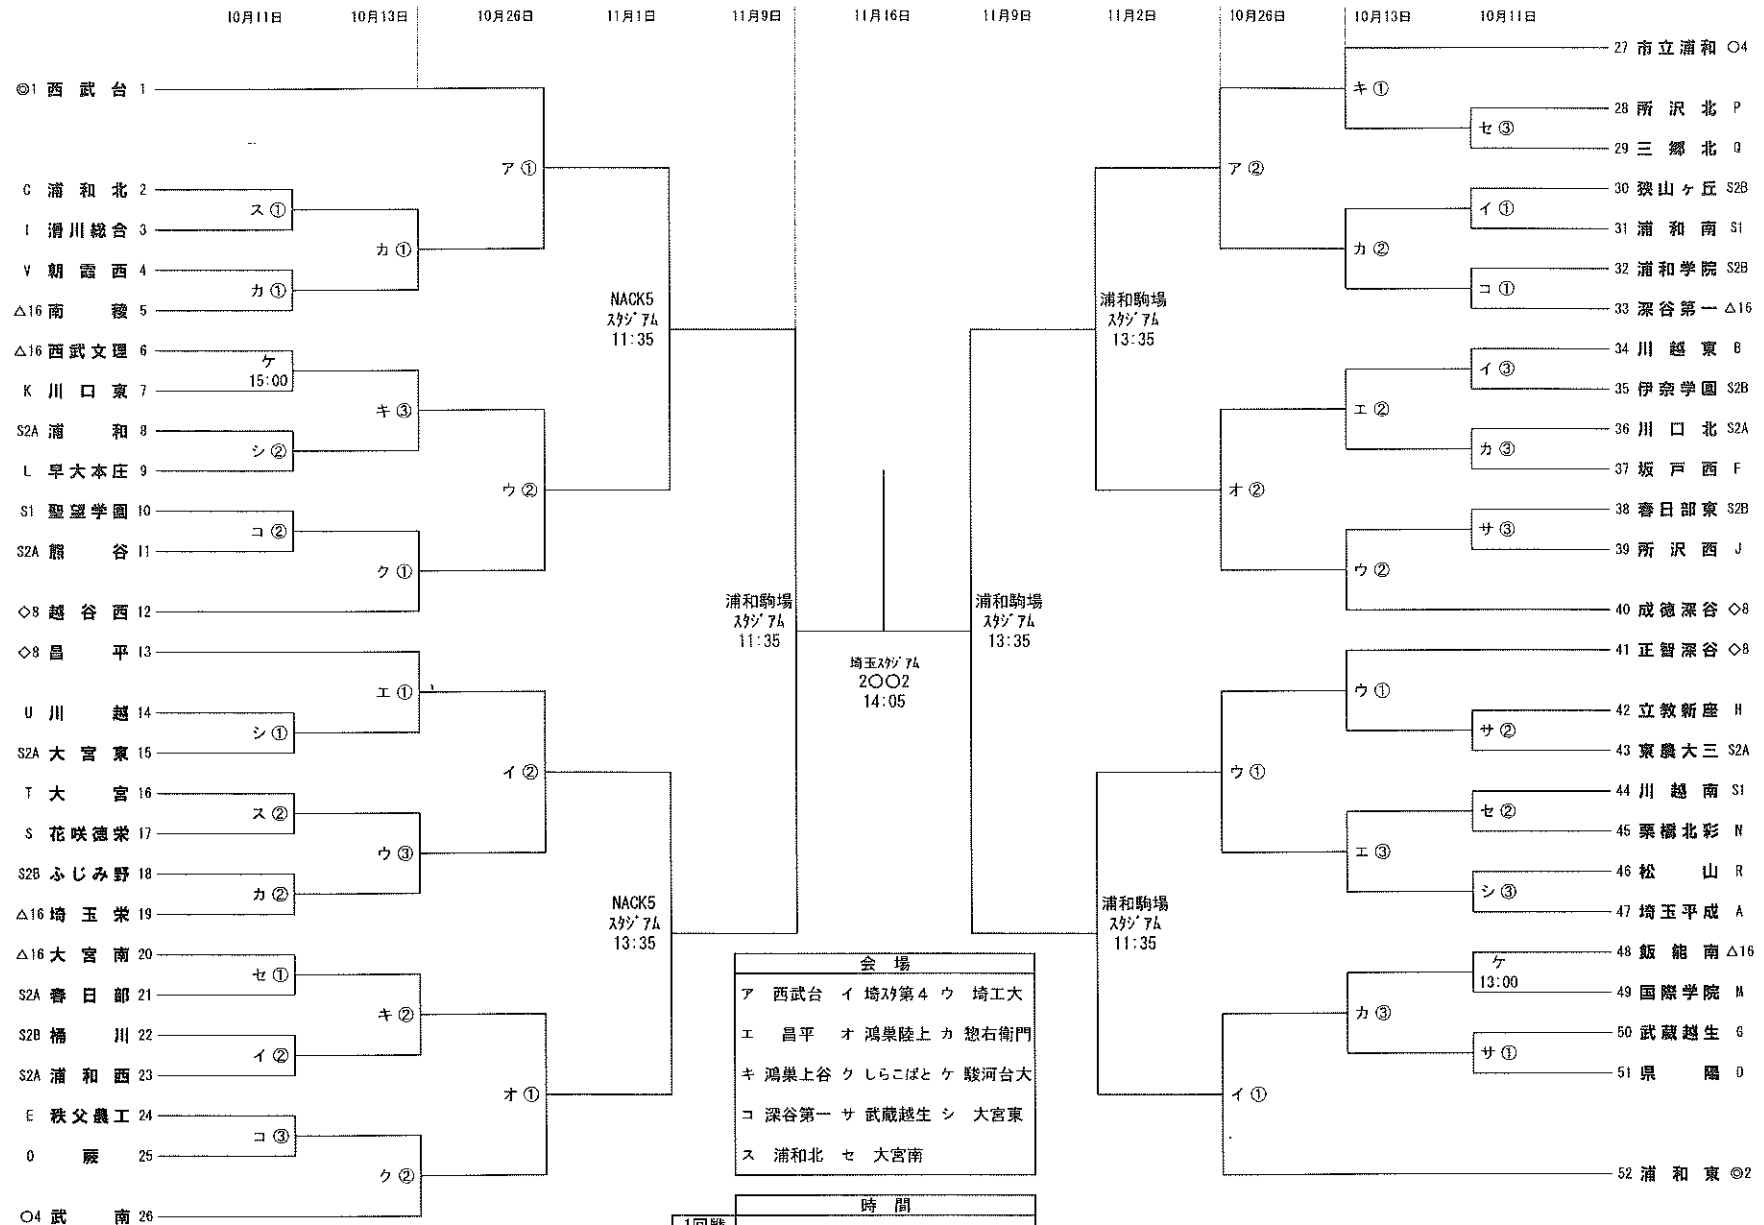 10月11日 10月13日 10月26日 11月1日 11月9日 11月16日 11月9日 11月2日 10月26日 10月13日 10月11日
◎1 西武台 1
ア①
C 浦和北 2
ス①
I 滑川総合 3
カ①
V 朝霞西 4
カ①
△16 南稜 5
NACK5
スタジアム
11:35
△16 西武文理 6
ケ
15:00
K 川口東 7
キ③
S2A 浦和 8
シ②
L 早大本庄 9
ウ②
S1 聖望学園 10
コ②
S2A 熊谷 11
ク①
◇8 越谷西 12
浦和駒場
スタジアム
11:35
◇8 昌平 13
エ①
U 川越 14
シ①
S2A 大宮東 15
イ②
T 大宮 16
ス②
S 花咲徳栄 17
ウ③
S2B ふじみ野 18
カ②
△16 埼玉栄 19
NACK5
スタジアム
13:35
△16 大宮南 20
セ①
S2A 春日部 21
キ②
S2B 桶川 22
イ②
S2A 浦和西 23
オ①
E 秩父農工 24
コ③
O 蕨 25
ク②
○4 武南 26
埼玉スタジアム
2○○2
14:05
27 市立浦和 ○4
キ①
28 所沢北 P
セ③
29 三郷北 Q
ア②
30 狭山ヶ丘 S2B
イ①
31 浦和南 S1
カ②
32 浦和学院 S2B
コ①
33 深谷第一 △16
浦和駒場
スタジアム
13:35
34 川越東 B
イ③
35 伊奈学園 S2B
エ②
36 川口北 S2A
カ③
37 坂戸西 F
オ②
38 春日部東 S2B
サ③
39 所沢西 J
ウ②
40 成徳深谷 ◇8
浦和駒場
スタジアム
13:35
41 正智深谷 ◇8
ウ①
42 立教新座 H
サ②
43 東農大三 S2A
ウ①
44 川越南 S1
セ②
45 栗橋北彩 N
エ③
46 松山 R
シ③
47 埼玉平成 A
浦和駒場
スタジアム
11:35
48 飯能南 △16
ケ
13:00
49 国際学院 M
カ③
50 武蔵越生 G
サ①
51 県陽 D
イ①
52 浦和東 ◎2
会場
ア 西武台 イ 埼スタ第4 ウ 埼工大
エ 昌平 オ 鴻巣陸上 カ 惣右衛門
キ 鴻巣上谷 ク しらこばと ケ 駿河台大
コ 深谷第一 サ 武蔵越生 シ 大宮東
ス 浦和北 セ 大宮南
時間
1回戦